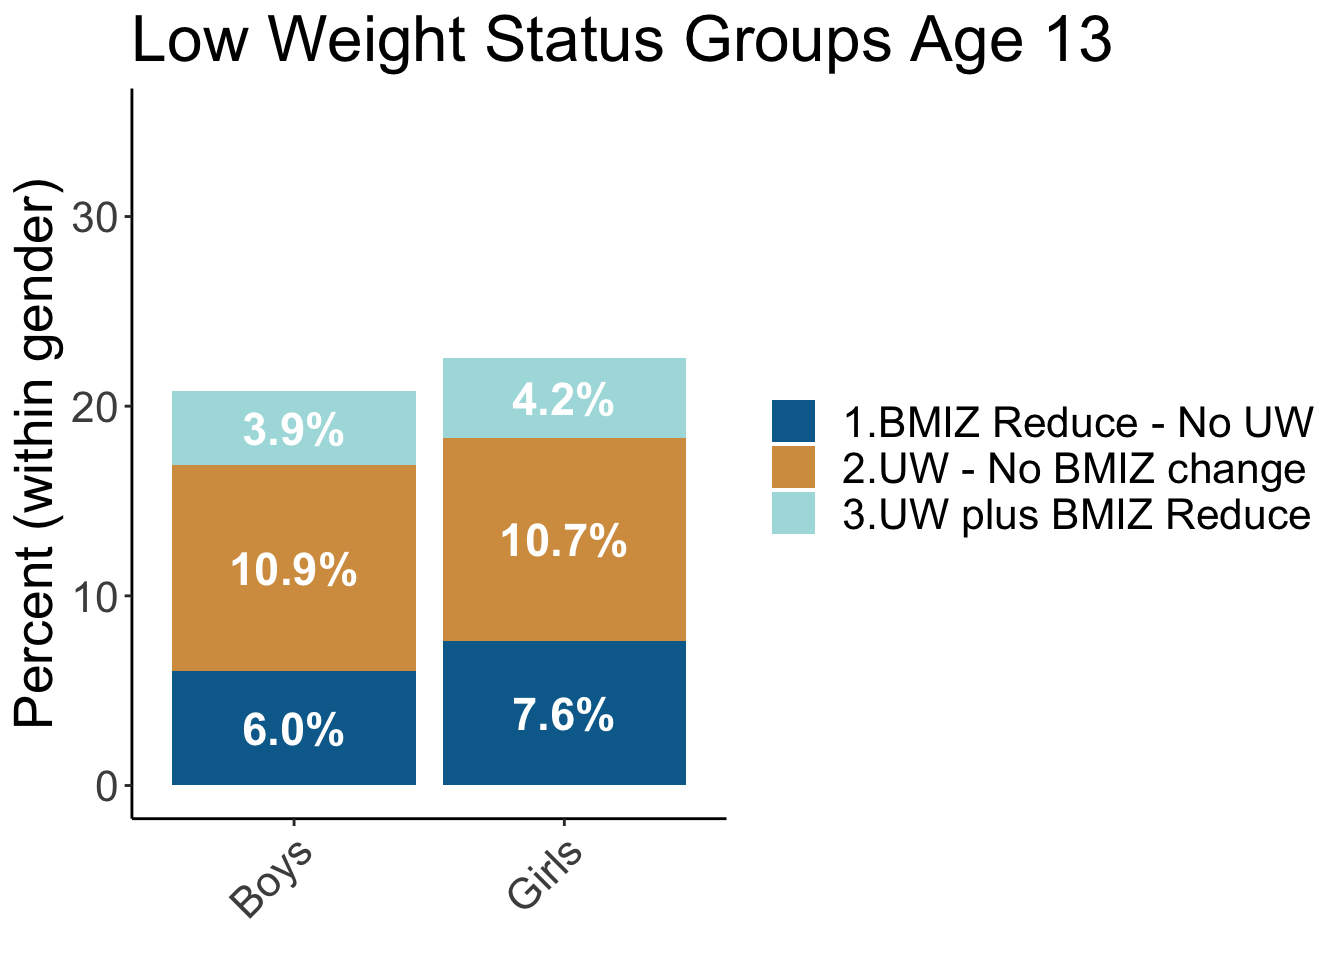 Low Weight Status Groups Age 13
Percent (within gender)
30
20
10
0
3.9%
10.9%
6.0%
4.2%
10.7%
7.6%
Boys
Girls
1.BMIZ Reduce - No UW
2.UW - No BMIZ change
3.UW plus BMIZ Reduce